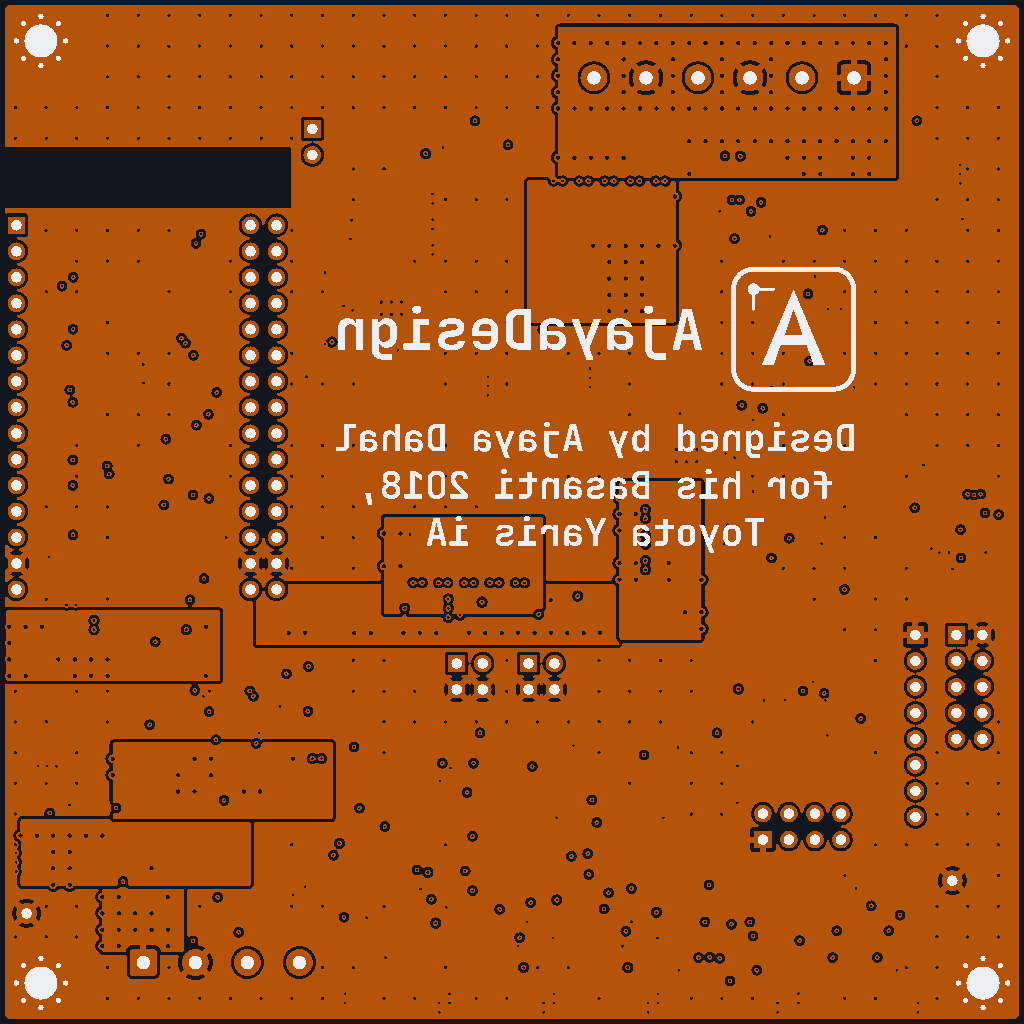 AjayaDesign
A
Designed by Ajaya Dahal
for his Basanti 2018,
Toyota Yaris iA